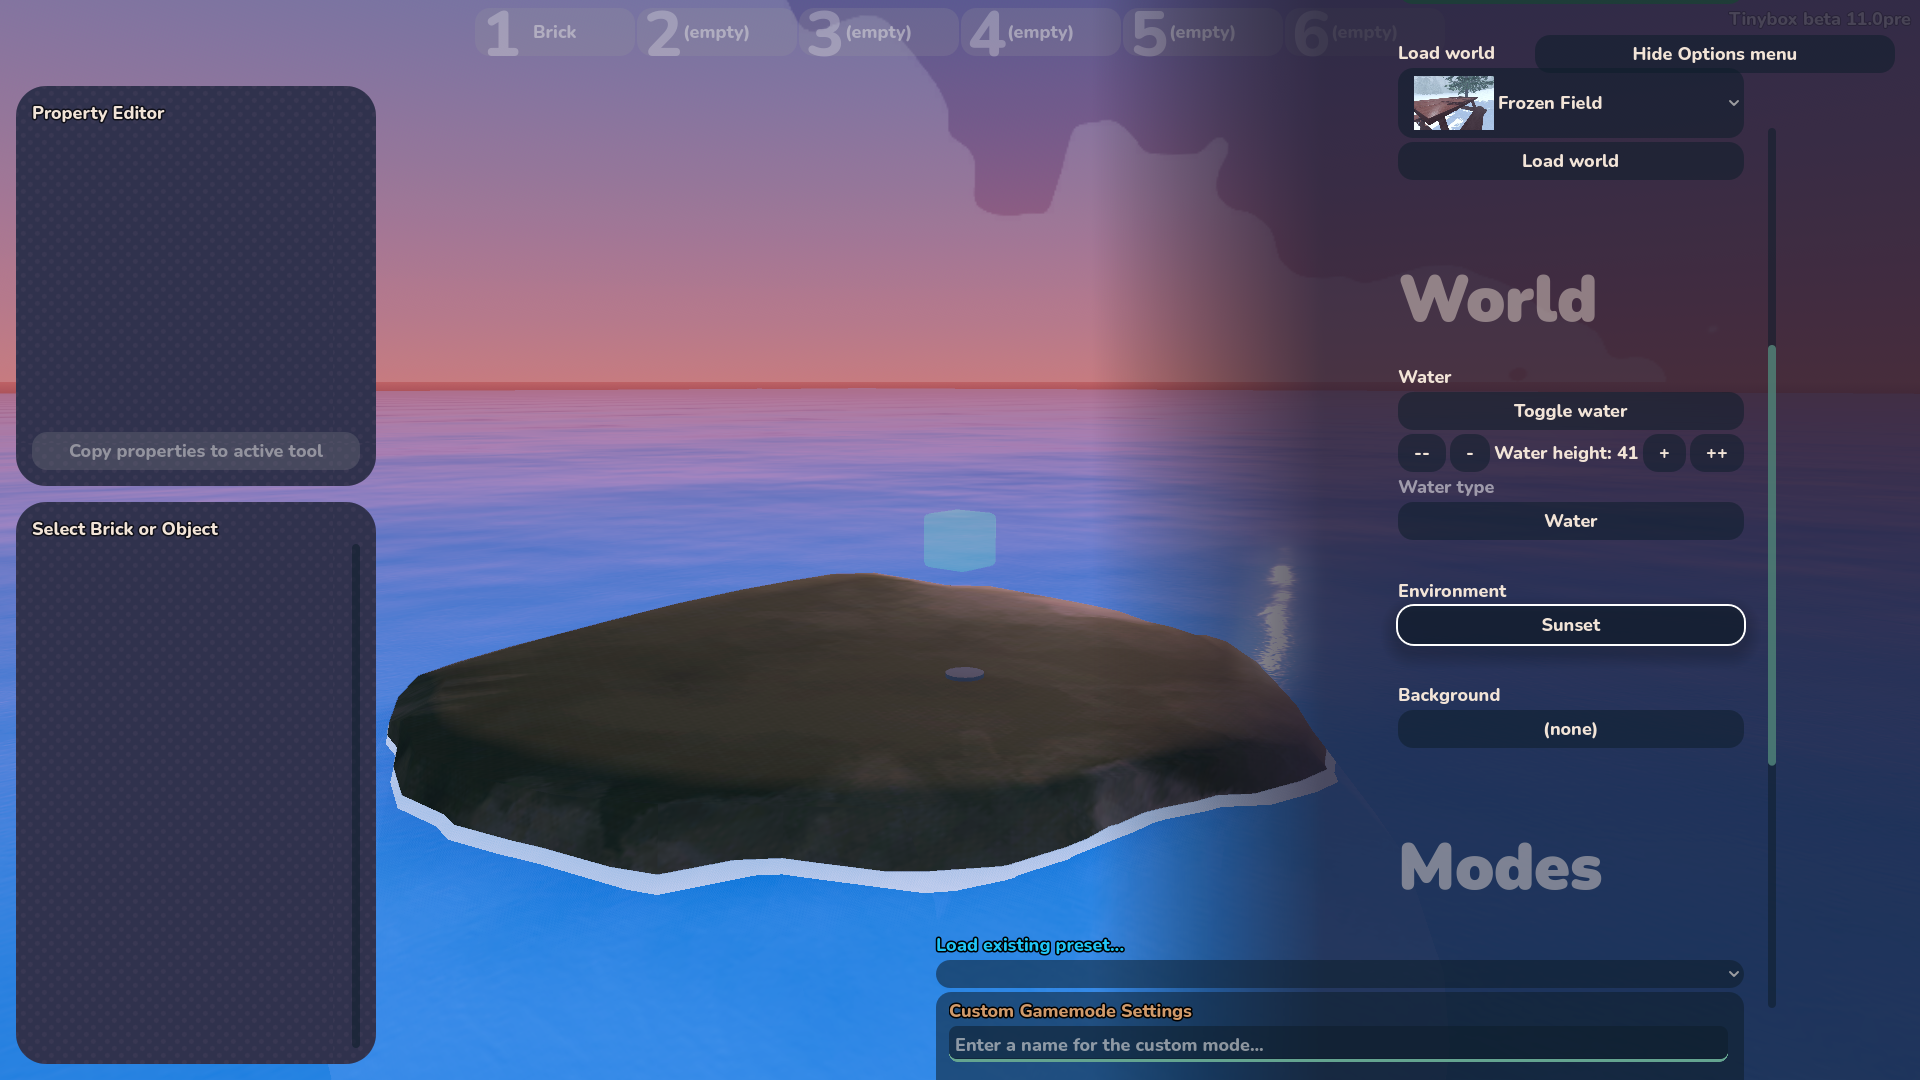 1 Brick
2 (empty)
3 (empty)
4 (empty)
5 (empty)
6 (empty)
Tinybox beta 11.0pre
Hide Options menu
Load world
Frozen Field
Load world
Property Editor
Copy properties to active tool
Select Brick or Object
World
Water
Toggle water
-- - Water height: 41 + ++
Water type
Water
Environment
Sunset
Background
(none)
Modes
Load existing preset...
Custom Gamemode Settings
Enter a name for the custom mode...